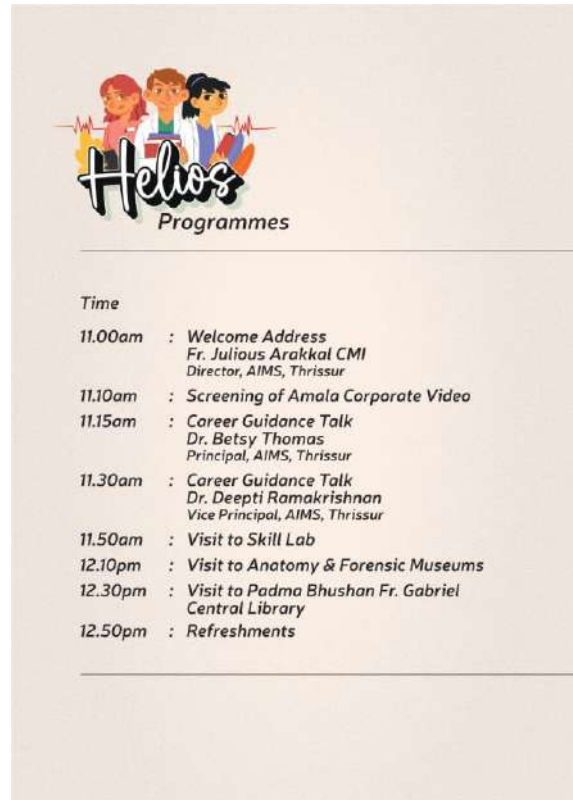 Helios
Programmes
Time
11.00am : Welcome Address
Fr. Julious Arakkal CMI
Director, AIMS, Thrissur
11.10am : Screening of Amala Corporate Video
11.15am : Career Guidance Talk
Dr. Betsy Thomas
Principal, AIMS, Thrissur
11.30am : Career Guidance Talk
Dr. Deepti Ramakrishnan
Vice Principal, AIMS, Thrissur
11.50am : Visit to Skill Lab
12.10pm : Visit to Anatomy & Forensic Museums
12.30pm : Visit to Padma Bhushan Fr. Gabriel
Central Library
12.50pm : Refreshments